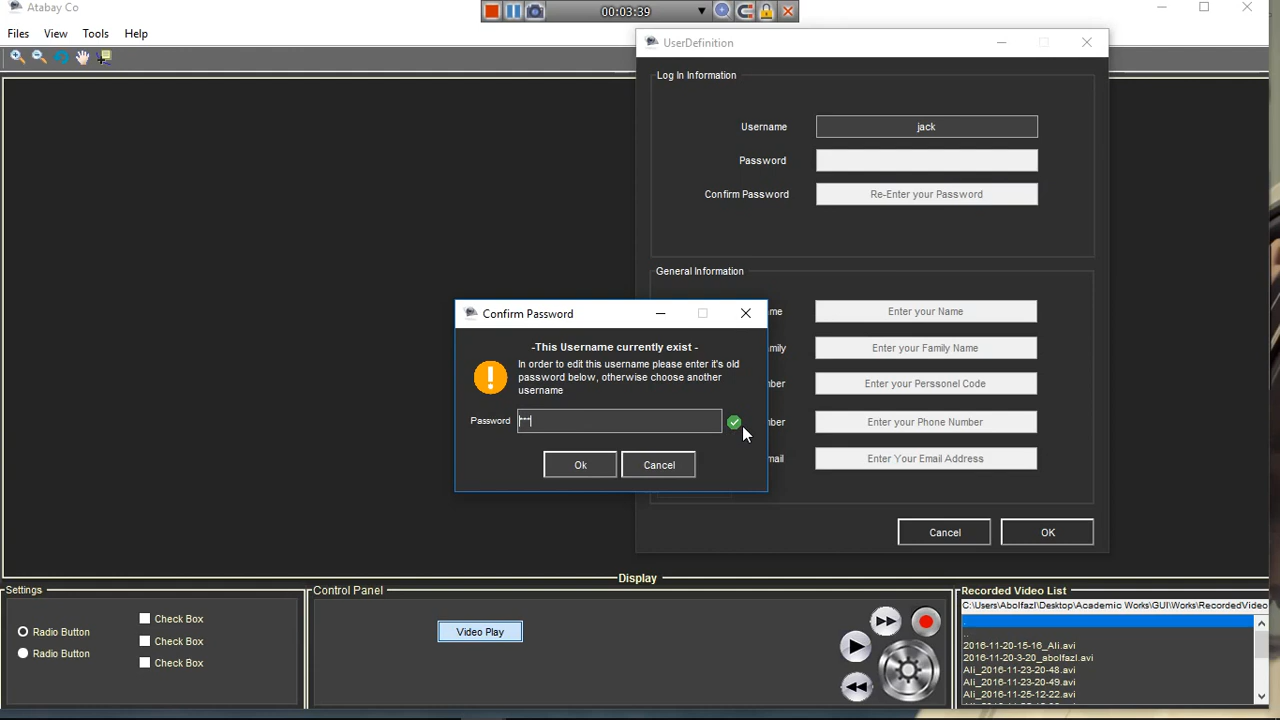 Atabay Co
00:03:39
Files View Tools Help
UserDefinition
Log In Information
Username jack
Password
Confirm Password Re-Enter your Password
General Information
Enter your Name
Enter your Family Name
Enter your Perssonel Code
Enter your Phone Number
Enter Your Email Address
Cancel OK
Confirm Password
-This Username currently exist -
In order to edit this username please enter it's old
password below, otherwise choose another
username
Password ***
Ok Cancel
Display
Settings
Radio Button
Radio Button
Check Box
Check Box
Check Box
Control Panel
Video Play
Recorded Video List
C:\Users\Abolfazl\Desktop\Academic Works\GUI\Works\RecordedVideo
..
2016-11-20-15-16_Ali.avi
2016-11-20-3-20_abolfazl.avi
Ali_2016-11-23-20-48.avi
Ali_2016-11-23-20-49.avi
Ali_2016-11-25-12-22.avi